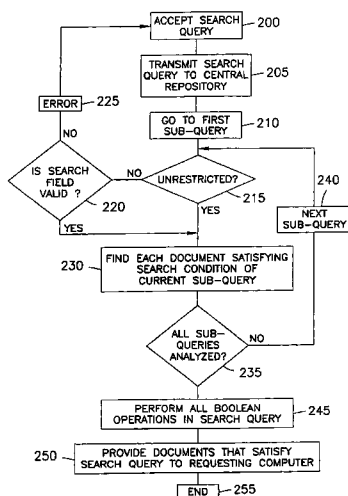 ACCEPT SEARCH
QUERY
200
TRANSMIT SEARCH
QUERY TO CENTRAL
REPOSITORY
205
ERROR
225
GO TO FIRST
SUB-QUERY
210
NO
IS SEARCH
FIELD
VALID ?
220
NO
UNRESTRICTED?
215
240
NEXT
SUB-QUERY
YES
YES
230
FIND EACH DOCUMENT SATISFYING
SEARCH CONDITION OF
CURRENT SUB-QUERY
ALL SUB-
QUERIES
ANALYZED?
NO
235
PERFORM ALL BOOLEAN
OPERATIONS IN SEARCH QUERY
245
250
PROVIDE DOCUMENTS THAT SATISFY
SEARCH QUERY TO REQUESTING COMPUTER
END
255